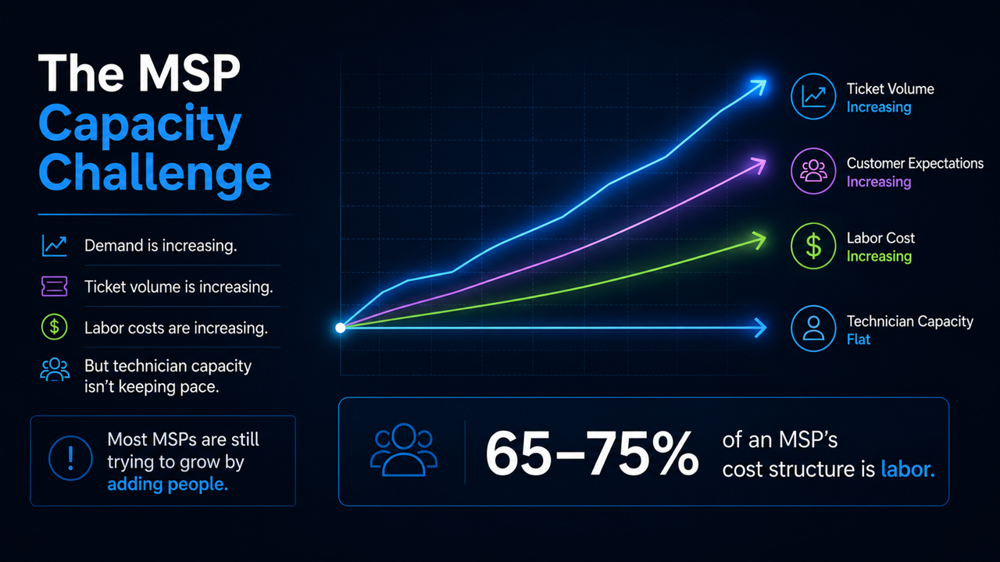 The MSP
Capacity
Challenge
Demand is increasing.
Ticket volume is increasing.
Labor costs are increasing.
But technician capacity
isn’t keeping pace.
Most MSPs are still
trying to grow by
adding people.
Ticket Volume
Increasing
Customer Expectations
Increasing
$
Labor Cost
Increasing
Technician Capacity
Flat
65–75%
of an MSP’s
cost structure is labor.